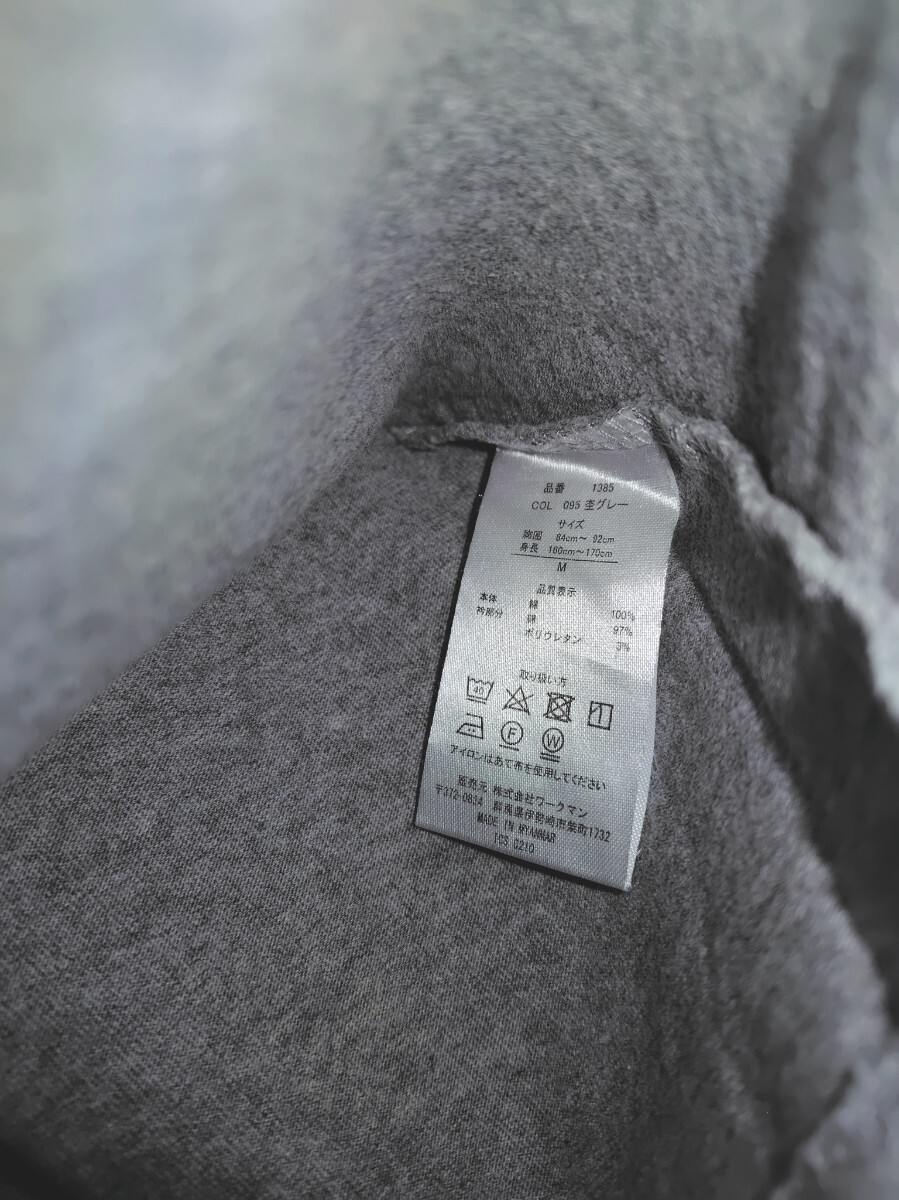 品番 1385
COL 095 杢グレー
サイズ
胸囲 84cm～ 92cm
身長 160cm～170cm
M
品質表示
本体 綿 100%
衿部分 綿 97%
ポリウレタン 3%
取り扱い方
40
F W
アイロンはあて布を使用してください
販売元 株式会社ワークマン
〒372-0834 群馬県伊勢崎市柴町1732
MADE IN MYANMAR
FCS 0210